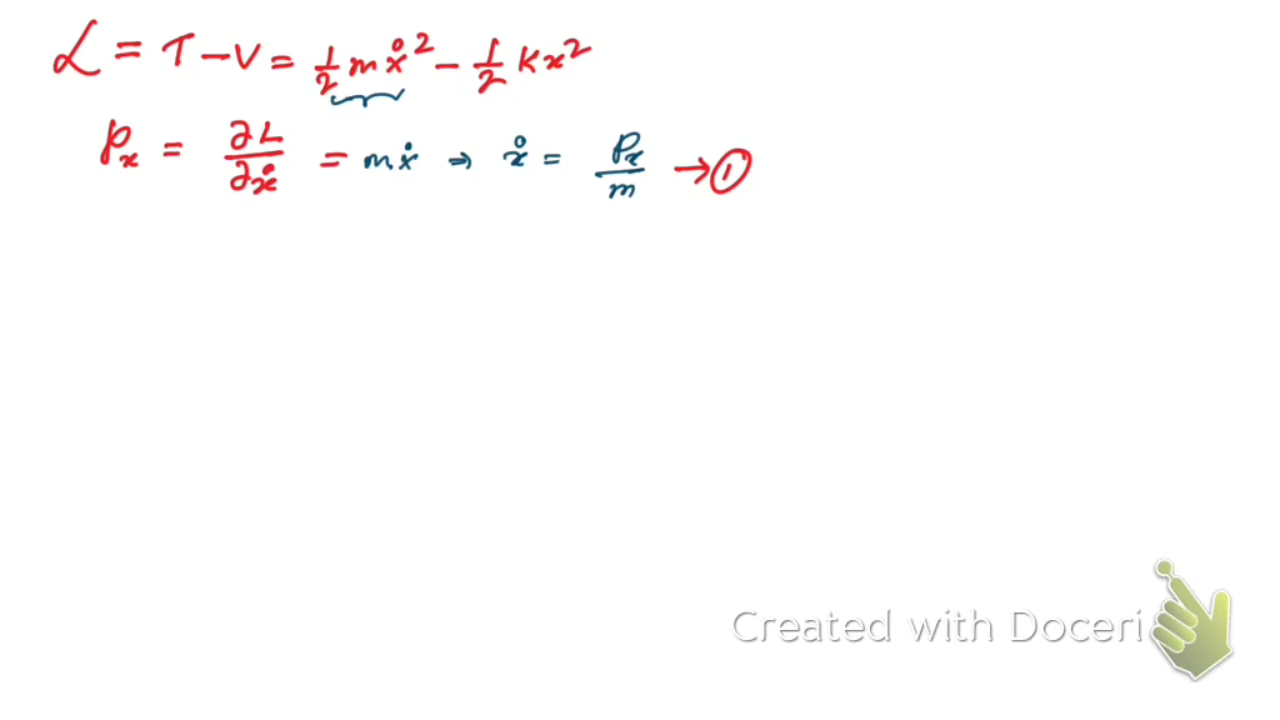 ℒ = T - V = 1/2 mẋ² - 1/2 Kx²
Pₓ = ∂L/∂ẋ = mẋ ⇒ ẋ = Pₓ/m → ①
Created with Doceri